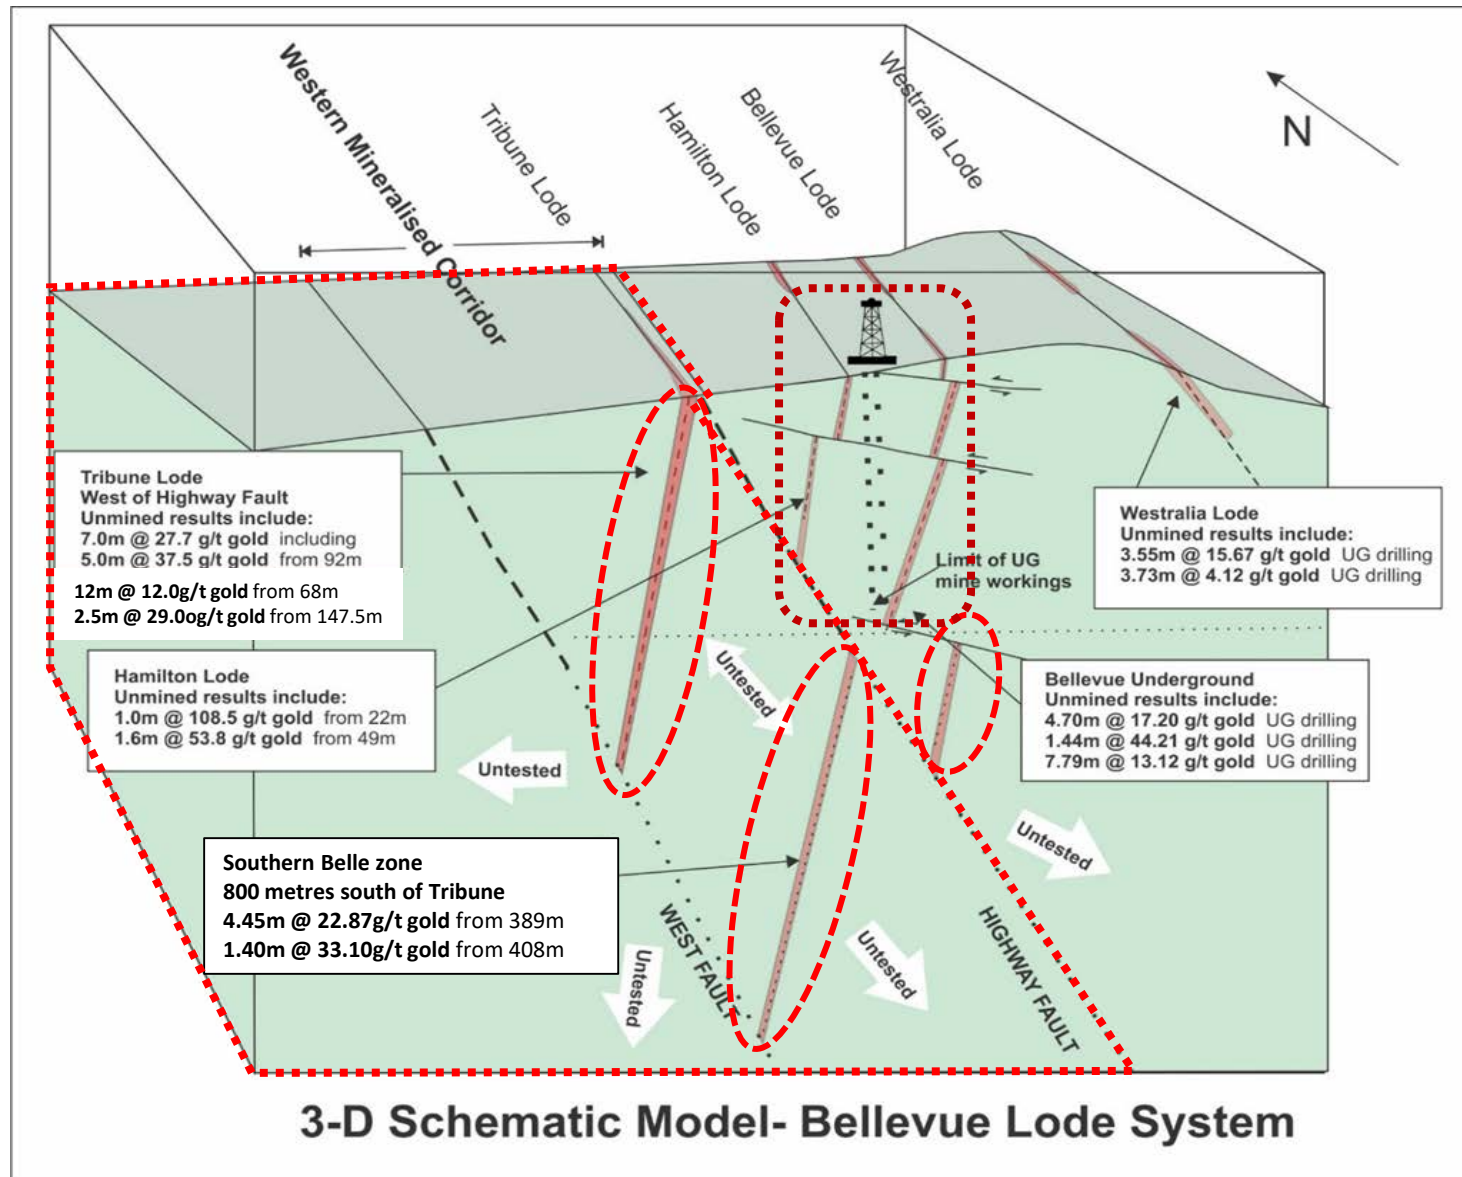 Western Mineralised Corridor
Tribune Lode
Hamilton Lode
Bellevue Lode
Westralia Lode
N
Tribune Lode
West of Highway Fault
Unmined results include:
7.0m @ 27.7 g/t gold including
5.0m @ 37.5 g/t gold from 92m
12m @ 12.0g/t gold from 68m
2.5m @ 29.0og/t gold from 147.5m
Westralia Lode
Unmined results include:
3.55m @ 15.67 g/t gold UG drilling
3.73m @ 4.12 g/t gold UG drilling
Limit of UG
mine workings
Hamilton Lode
Unmined results include:
1.0m @ 108.5 g/t gold from 22m
1.6m @ 53.8 g/t gold from 49m
Bellevue Underground
Unmined results include:
4.70m @ 17.20 g/t gold UG drilling
1.44m @ 44.21 g/t gold UG drilling
7.79m @ 13.12 g/t gold UG drilling
Untested
Untested
Untested
Southern Belle zone
800 metres south of Tribune
4.45m @ 22.87g/t gold from 389m
1.40m @ 33.10g/t gold from 408m
Untested
Untested
WEST FAULT
HIGHWAY FAULT
3-D Schematic Model- Bellevue Lode System